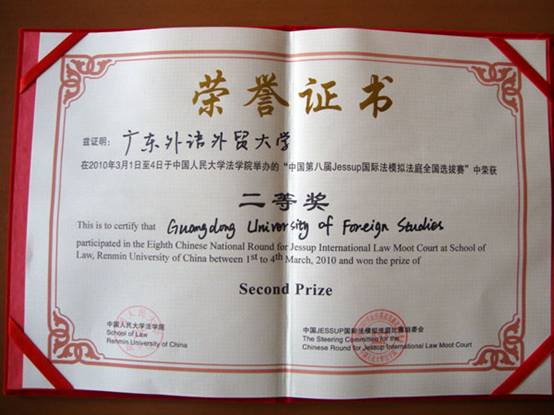 荣誉证书
兹证明: 广东外语外贸大学
在2010年3月1日至4日于中国人民大学法学院举办的“中国第八届Jessup国际法模拟法庭全国选拔赛”中荣获
二等奖
This is to certify that Guangdong University of Foreign Studies
participated in the Eighth Chinese National Round for Jessup International Law Moot Court at School of
Law, Renmin University of China between 1st to 4th March, 2010 and won the prize of
Second Prize
中国人民大学法学院
School of Law
Renmin University of China
中国JESSUP国际法模拟法庭比赛组委会
The Steering Committee for the
Chinese Round for Jessup International Law Moot Court